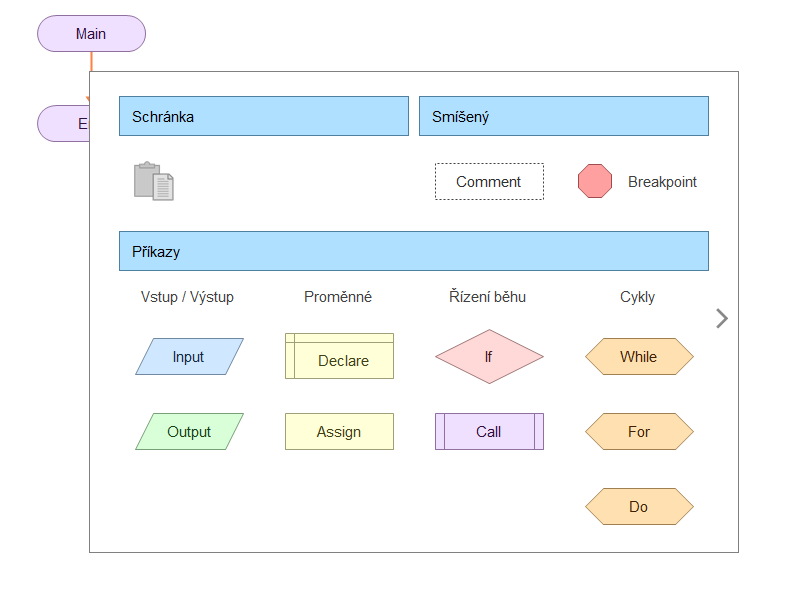 Main
E
Schránka
Smíšený
Comment
Breakpoint
Příkazy
Vstup / Výstup
Proměnné
Řízení běhu
Cykly
Input
Declare
If
While
Output
Assign
Call
For
Do